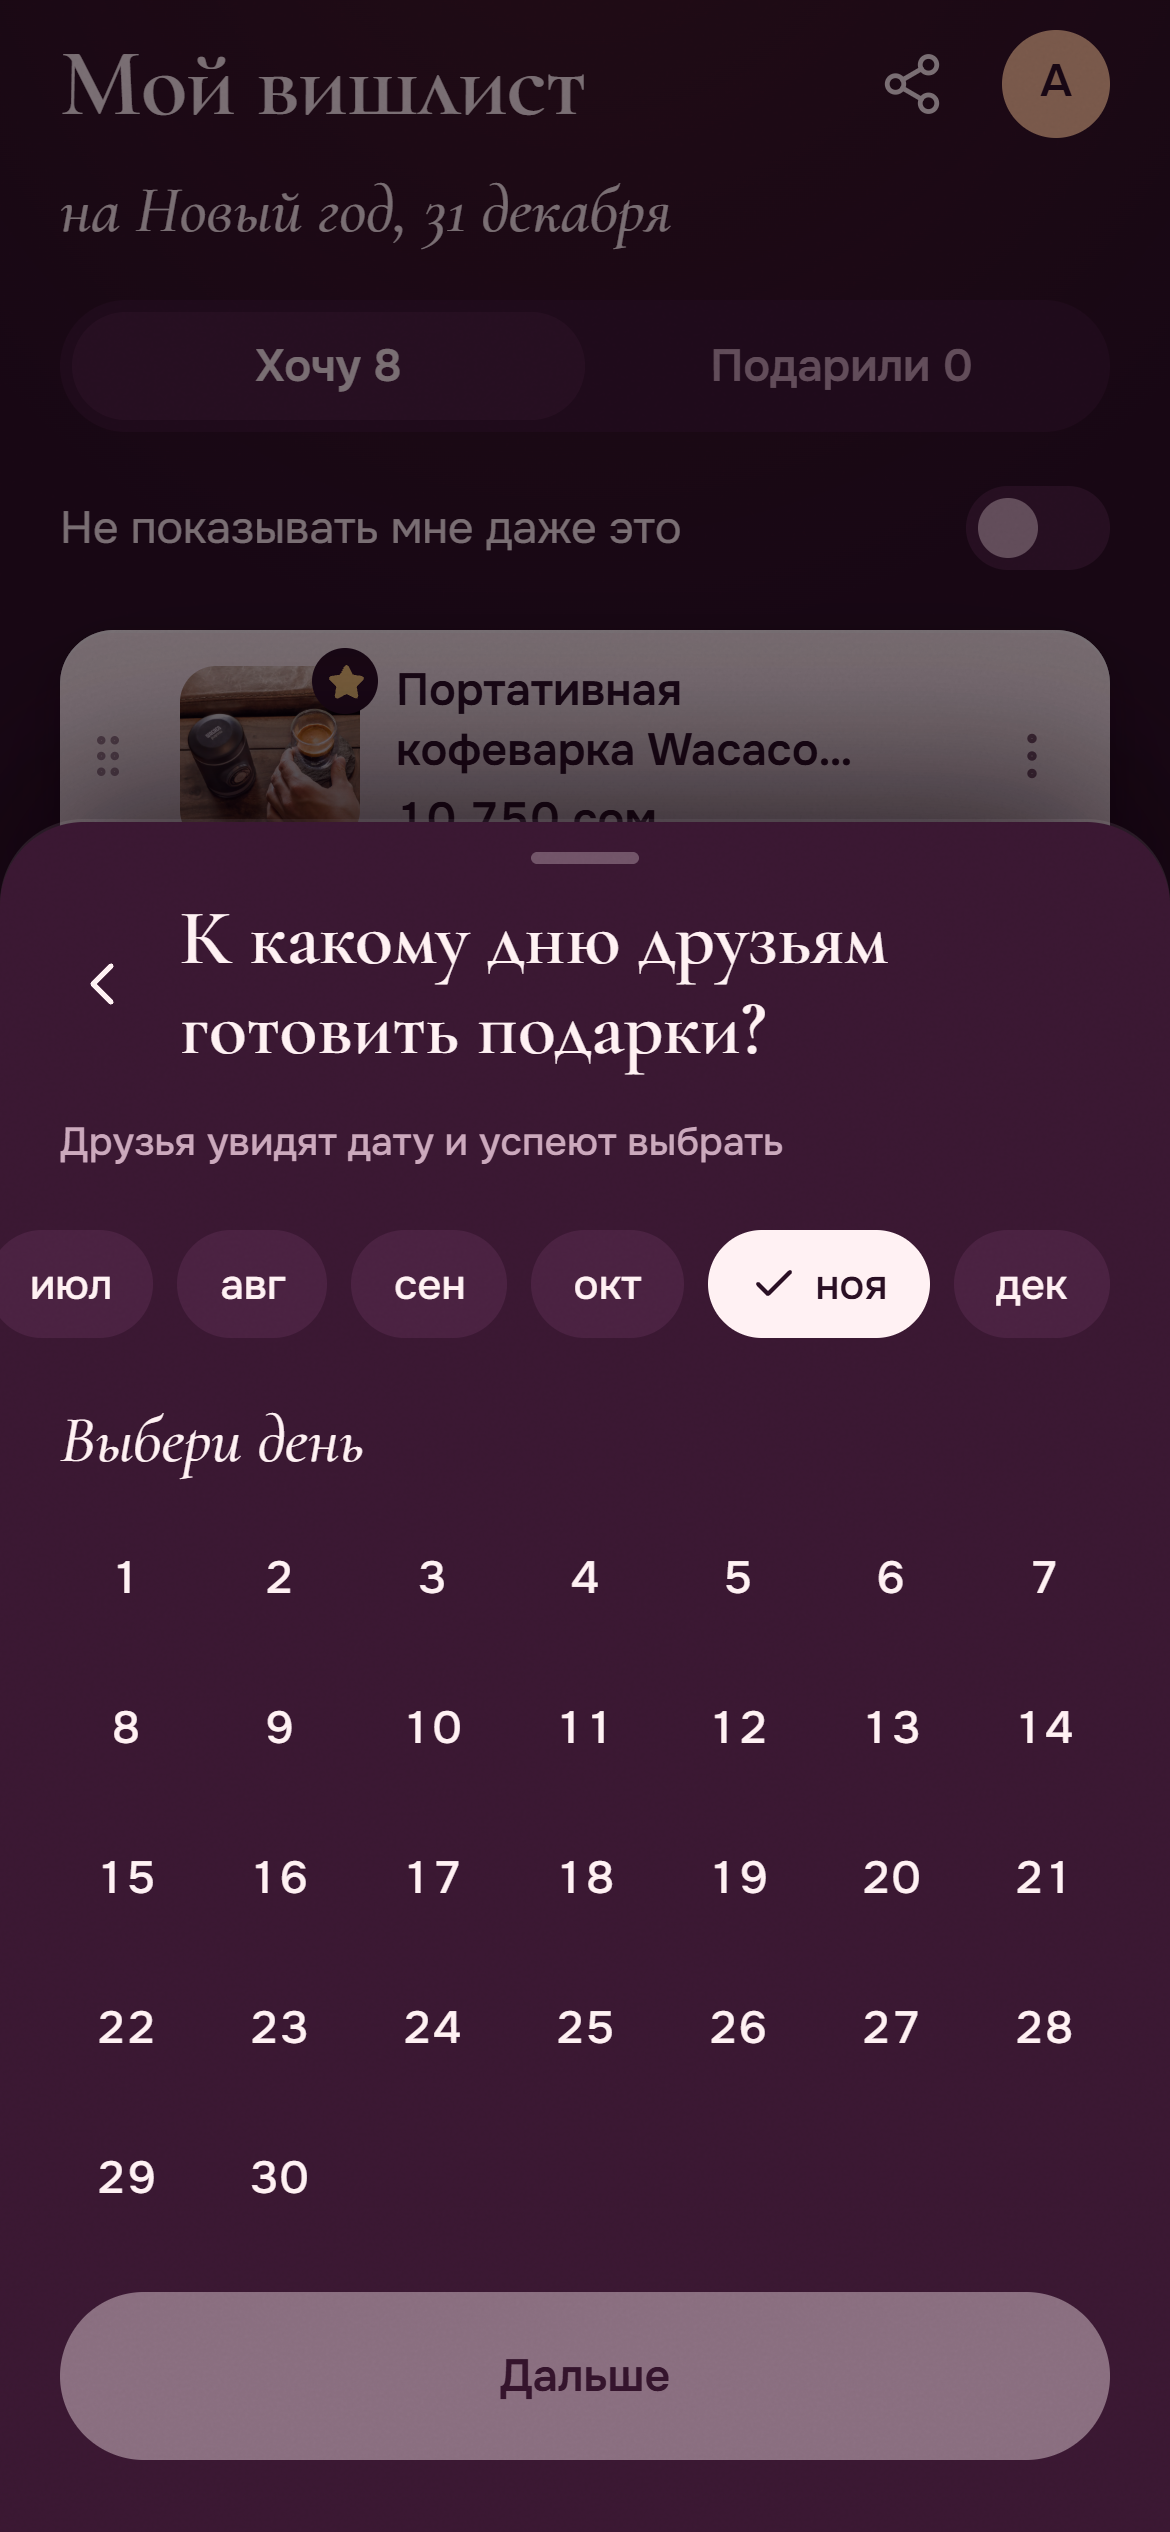 Мой вишлист
А
на Новый год, 31 декабря
Хочу 8
Подарили 0
Не показывать мне даже это
Портативная
кофеварка Wacaco...
10 750 сом
К какому дню друзьям
готовить подарки?
Друзья увидят дату и успеют выбрать
июл авг сен окт ноя дек
Выбери день
1 2 3 4 5 6 7
8 9 10 11 12 13 14
15 16 17 18 19 20 21
22 23 24 25 26 27 28
29 30
Дальше